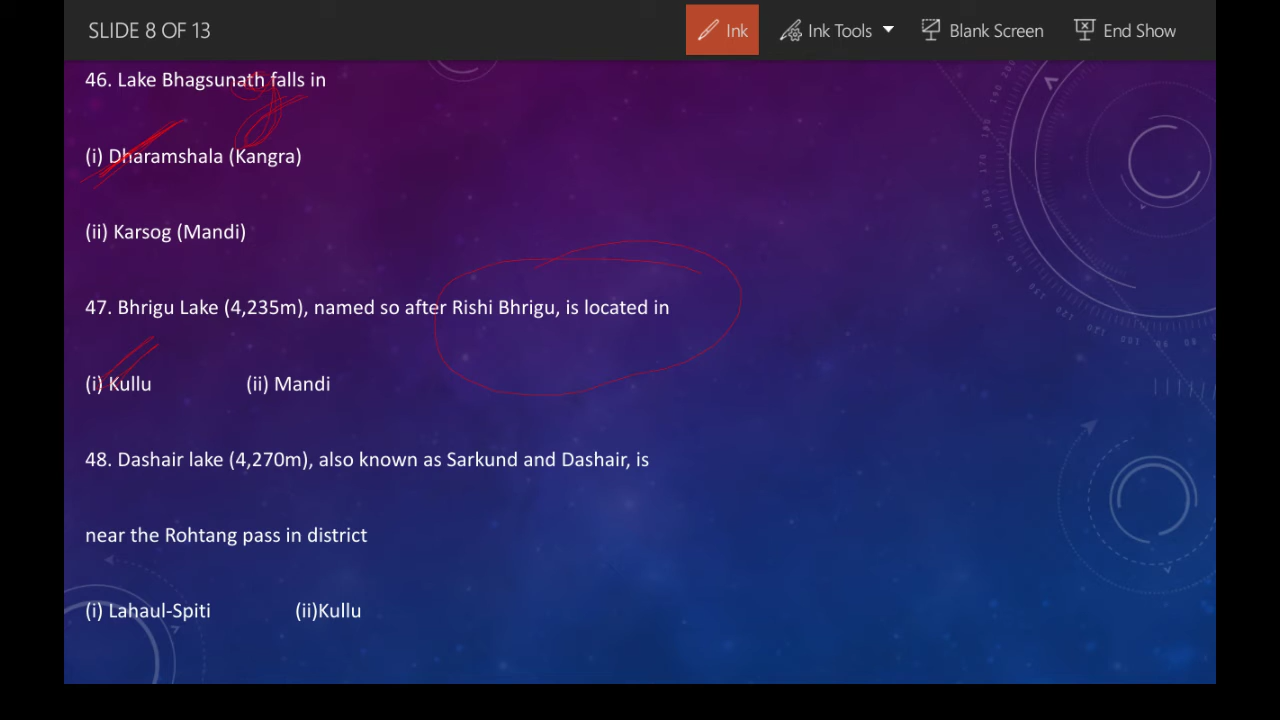 SLIDE 8 OF 13
Ink
Ink Tools
Blank Screen
End Show
46. Lake Bhagsunath falls in
(i) Dharamshala (Kangra)
(ii) Karsog (Mandi)
47. Bhrigu Lake (4,235m), named so after Rishi Bhrigu, is located in
(i) Kullu (ii) Mandi
48. Dashair lake (4,270m), also known as Sarkund and Dashair, is
near the Rohtang pass in district
(i) Lahaul-Spiti (ii)Kullu